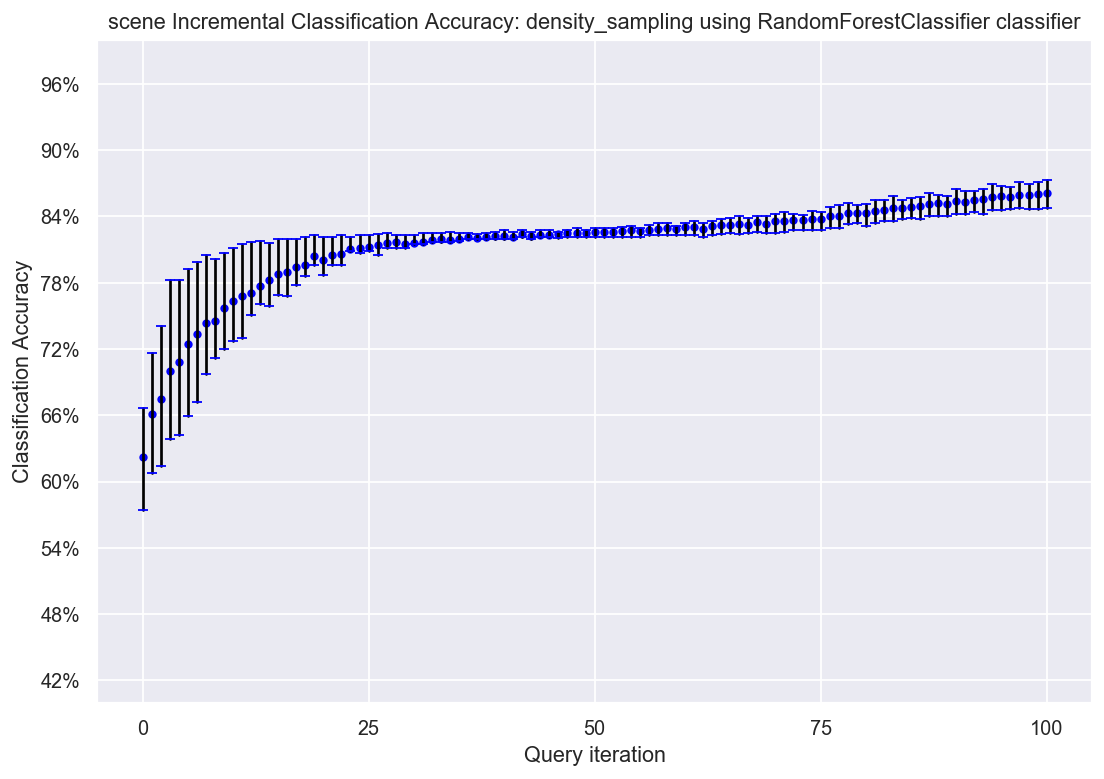 scene Incremental Classification Accuracy: density_sampling using RandomForestClassifier classifier
96%
90%
84%
78%
72%
66%
60%
54%
48%
42%
Classification Accuracy
0 25 50 75 100
Query iteration